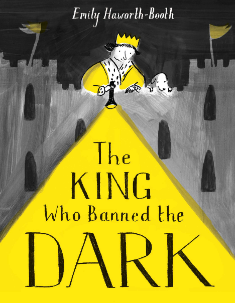 Emily Haworth-Booth
The
KING
Who Banned the
DARK